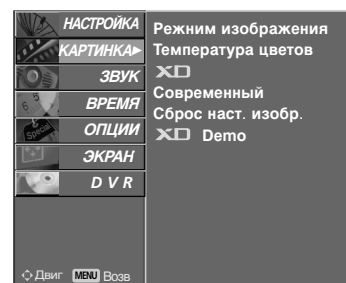 НАСТРОЙКА
КАРТИНКА►
ЗВУК
ВРЕМЯ
ОПЦИИ
ЭКРАН
D V R
Режним изображения
Температура цветов
XD
Современный
Сброс наст. изобр.
XD Demo
Двиг MENU Возв